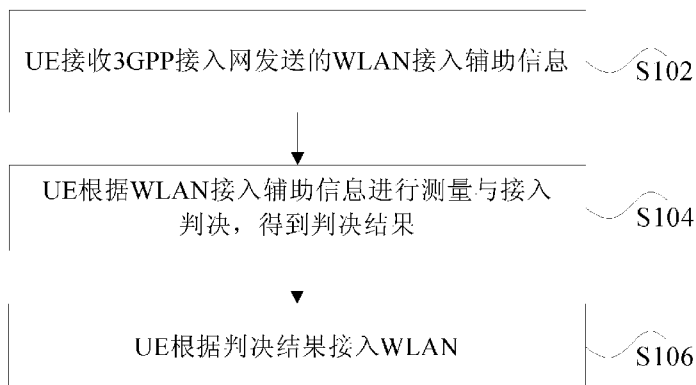 UE接收3GPP接入网发送的WLAN接入辅助信息
S102
UE根据WLAN接入辅助信息进行测量与接入
判决，得到判决结果
S104
UE根据判决结果接入WLAN
S106